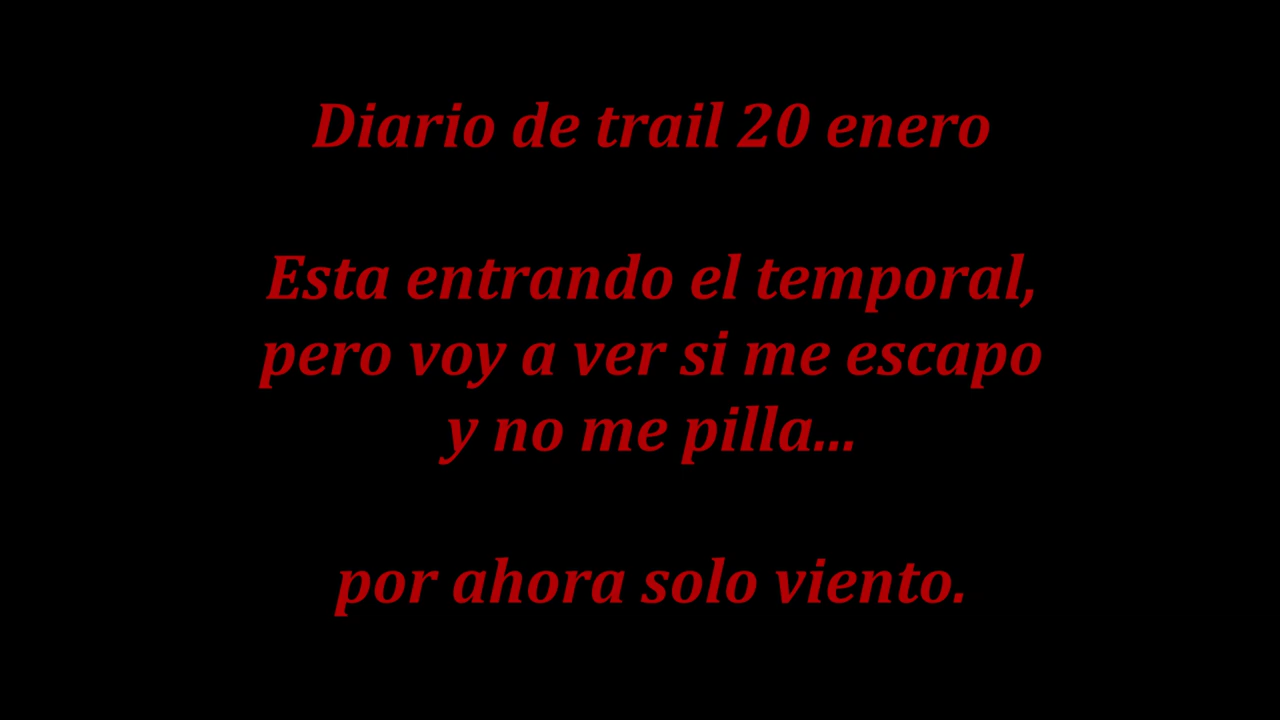 Diario de trail 20 enero
Esta entrando el temporal,
pero voy a ver si me escapo
y no me pilla...
por ahora solo viento.